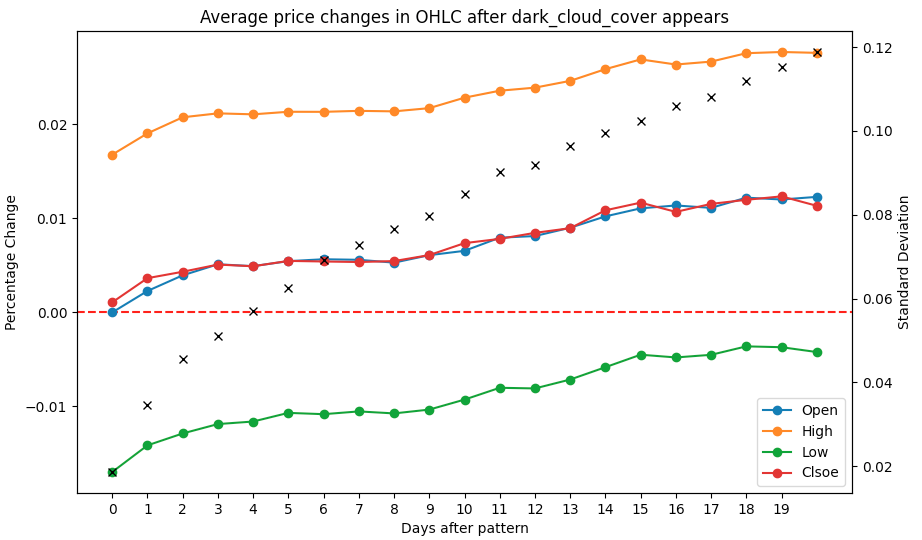 Average price changes in OHLC after dark_cloud_cover appears
Percentage Change
0.02
0.01
0.00
−0.01
Standard Deviation
0.12
0.10
0.08
0.06
0.04
0.02
Open
High
Low
Clsoe
0 1 2 3 4 5 6 7 8 9 10 11 12 13 14 15 16 17 18 19
Days after pattern